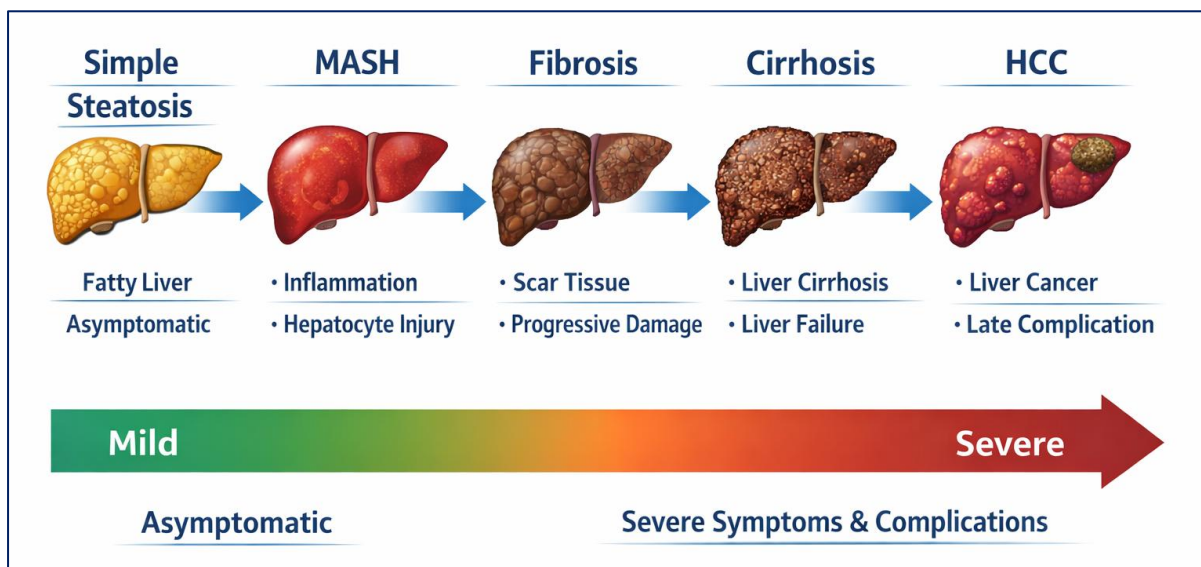 Simple
Steatosis
MASH
Fibrosis
Cirrhosis
HCC
Fatty Liver
Asymptomatic
• Inflammation
• Hepatocyte Injury
• Scar Tissue
• Progressive Damage
• Liver Cirrhosis
• Liver Failure
• Liver Cancer
• Late Complication
Mild
Severe
Asymptomatic
Severe Symptoms & Complications